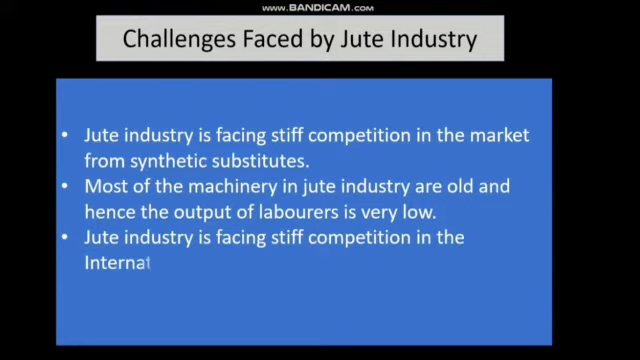 WWW.BANDICAM.COM
Challenges Faced by Jute Industry
• Jute industry is facing stiff competition in the market
from synthetic substitutes.
• Most of the machinery in jute industry are old and
hence the output of labourers is very low.
• Jute industry is facing stiff competition in the
Internat